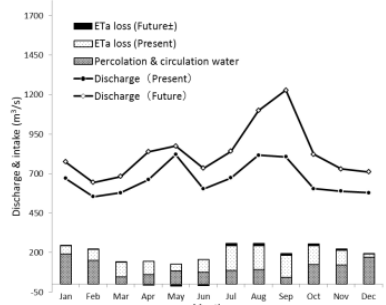 1700
1450
1200
950
700
450
200
-50
Discharge & intake (m³/s)
ETa loss (Future±)
ETa loss (Present)
Percolation & circulation water
Discharge (Present)
Discharge (Future)
Jan Feb Mar Apr May Jun Jul Aug Sep Oct Nov Dec